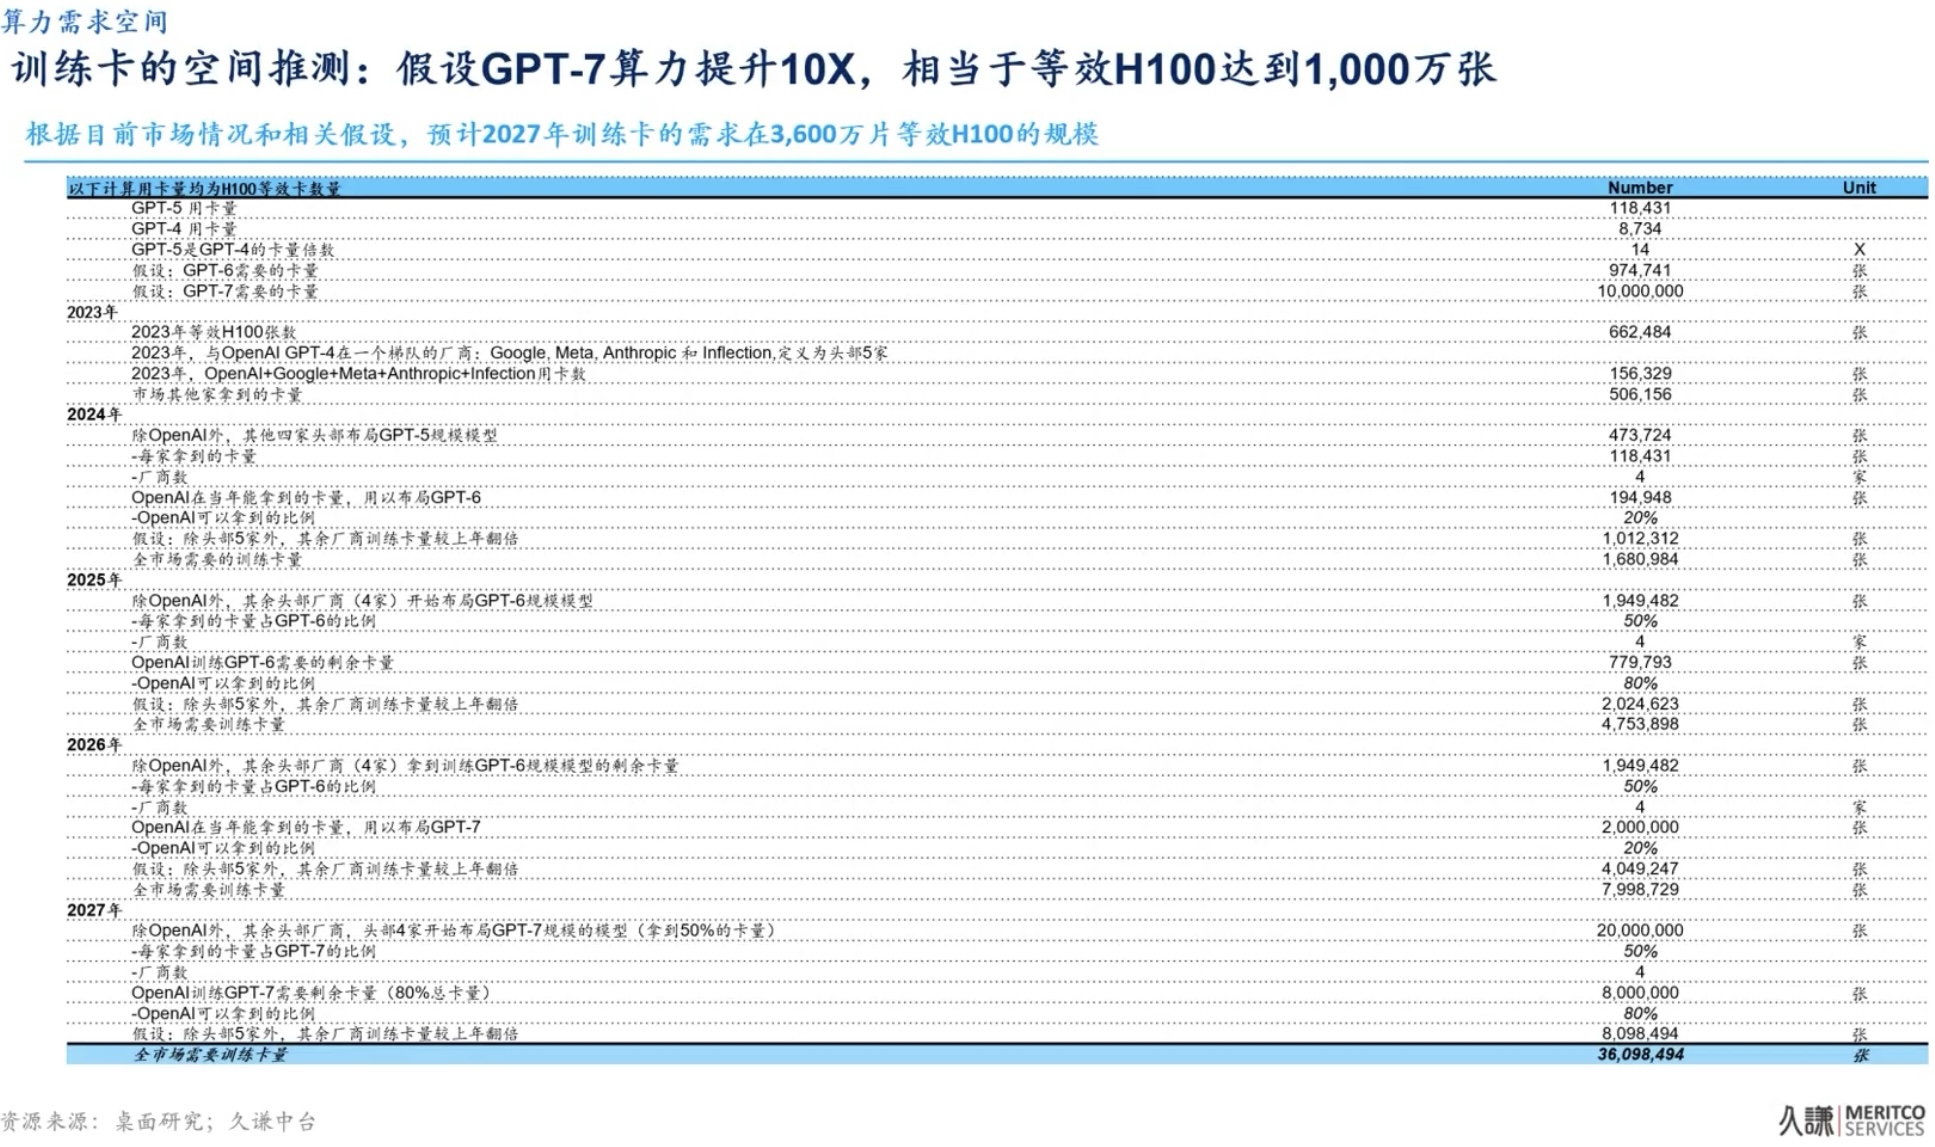 算力需求空间
训练卡的空间推测：假设GPT-7算力提升10X，相当于等效H100达到1,000万张
根据目前市场情况和相关假设，预计2027年训练卡的需求在3,600万片等效H100的规模
以下计算用卡量均为H100等效卡数量 Number Unit
GPT-5 用卡量 118,431
GPT-4 用卡量 8,734
GPT-5是GPT-4的卡量倍数 14 X
假设：GPT-6需要的卡量 974,741 张
假设：GPT-7需要的卡量 10,000,000 张
2023年
2023年等效H100张数 662,484 张
2023年，与OpenAI GPT-4在一个梯队的厂商：Google, Meta, Anthropic 和 Inflection,定义为头部5家
2023年，OpenAI+Google+Meta+Anthropic+Infection用卡数 156,329 张
市场其他家拿到的卡量 506,156 张
2024年
除OpenAI外，其他四家头部布局GPT-5规模模型 473,724 张
-每家拿到的卡量 118,431 张
-厂商数 4 家
OpenAI在当年能拿到的卡量，用以布局GPT-6 194,948 张
-OpenAI可以拿到的比例 20%
假设：除头部5家外，其余厂商训练卡量较上年翻倍 1,012,312 张
全市场需要的训练卡量 1,680,984 张
2025年
除OpenAI外，其余头部厂商（4家）开始布局GPT-6规模模型 1,949,482 张
-每家拿到的卡量占GPT-6的比例 50%
-厂商数 4 家
OpenAI训练GPT-6需要的剩余卡量 779,793 张
-OpenAI可以拿到的比例 80%
假设：除头部5家外，其余厂商训练卡量较上年翻倍 2,024,623 张
全市场需要训练卡量 4,753,898 张
2026年
除OpenAI外，其余头部厂商（4家）拿到训练GPT-6规模模型的剩余卡量 1,949,482 张
-每家拿到的卡量占GPT-6的比例 50%
-厂商数 4 家
OpenAI在当年能拿到的卡量，用以布局GPT-7 2,000,000 张
-OpenAI可以拿到的比例 20%
假设：除头部5家外，其余厂商训练卡量较上年翻倍 4,049,247 张
全市场需要训练卡量 7,998,729 张
2027年
除OpenAI外，其余头部厂商，头部4家开始布局GPT-7规模的模型（拿到50%的卡量） 20,000,000 张
-每家拿到的卡量占GPT-7的比例 50%
-厂商数 4
OpenAI训练GPT-7需要剩余卡量（80%总卡量） 8,000,000 张
-OpenAI可以拿到的比例 80%
假设：除头部5家外，其余厂商训练卡量较上年翻倍 8,098,494 张
全市场需要训练卡量 36,098,494 张
资源来源：桌面研究；久谦中台
久謙 MERITCO
SERVICES